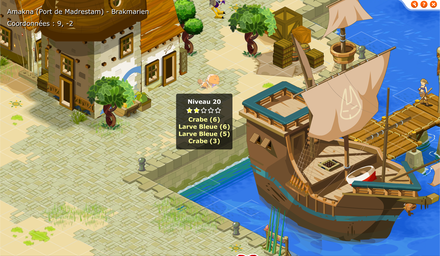 Amakna (Port de Madrestam) - Brakmarien
Coordonnées : 9, -2
Niveau 20
Crabe (6)
Larve Bleue (6)
Larve Bleue (5)
Crabe (3)